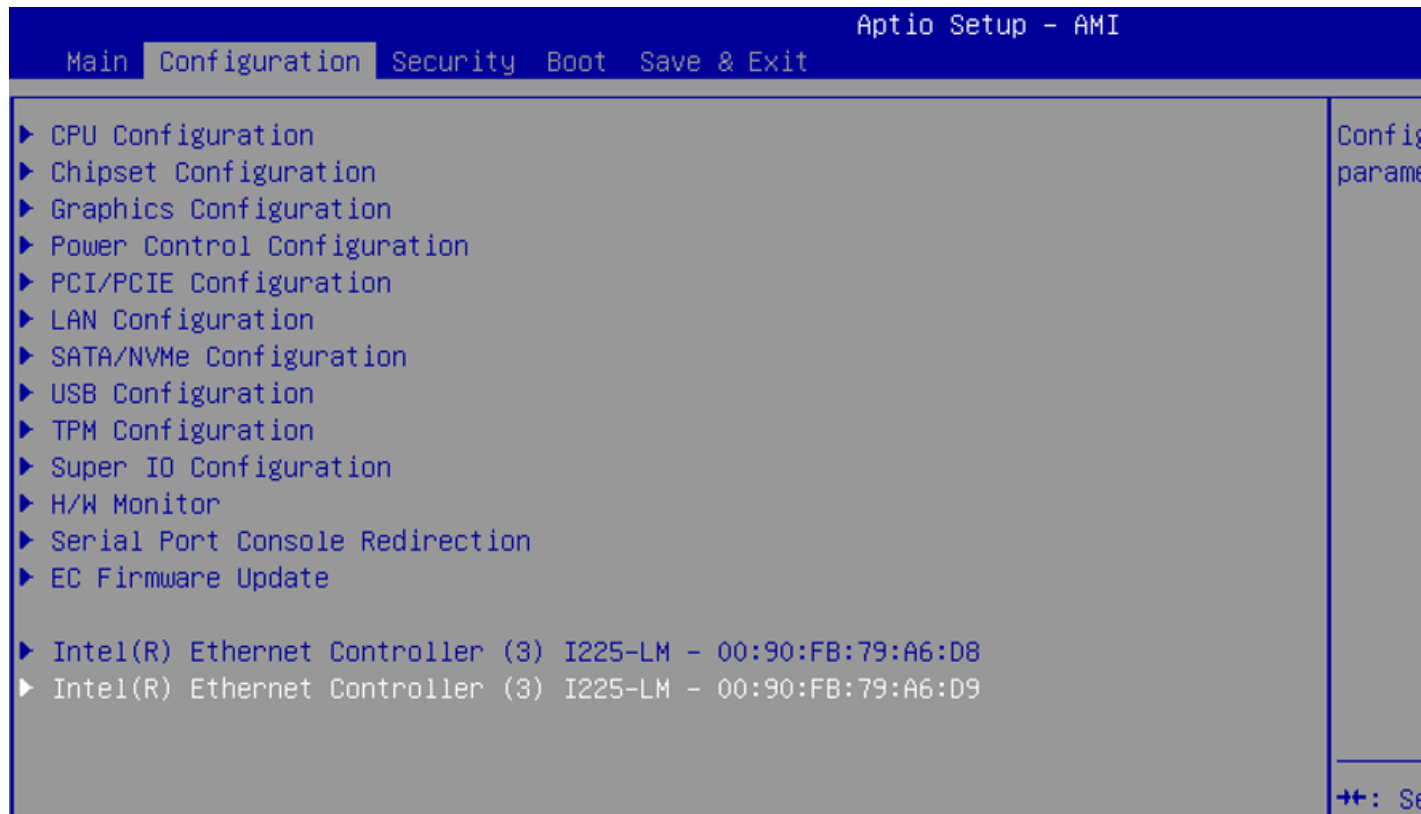 Aptio Setup – AMI
Main Configuration Security Boot Save & Exit
CPU Configuration
Chipset Configuration
Graphics Configuration
Power Control Configuration
PCI/PCIE Configuration
LAN Configuration
SATA/NVMe Configuration
USB Configuration
TPM Configuration
Super IO Configuration
H/W Monitor
Serial Port Console Redirection
EC Firmware Update
Intel(R) Ethernet Controller (3) I225-LM – 00:90:FB:79:A6:D8
Intel(R) Ethernet Controller (3) I225-LM – 00:90:FB:79:A6:D9